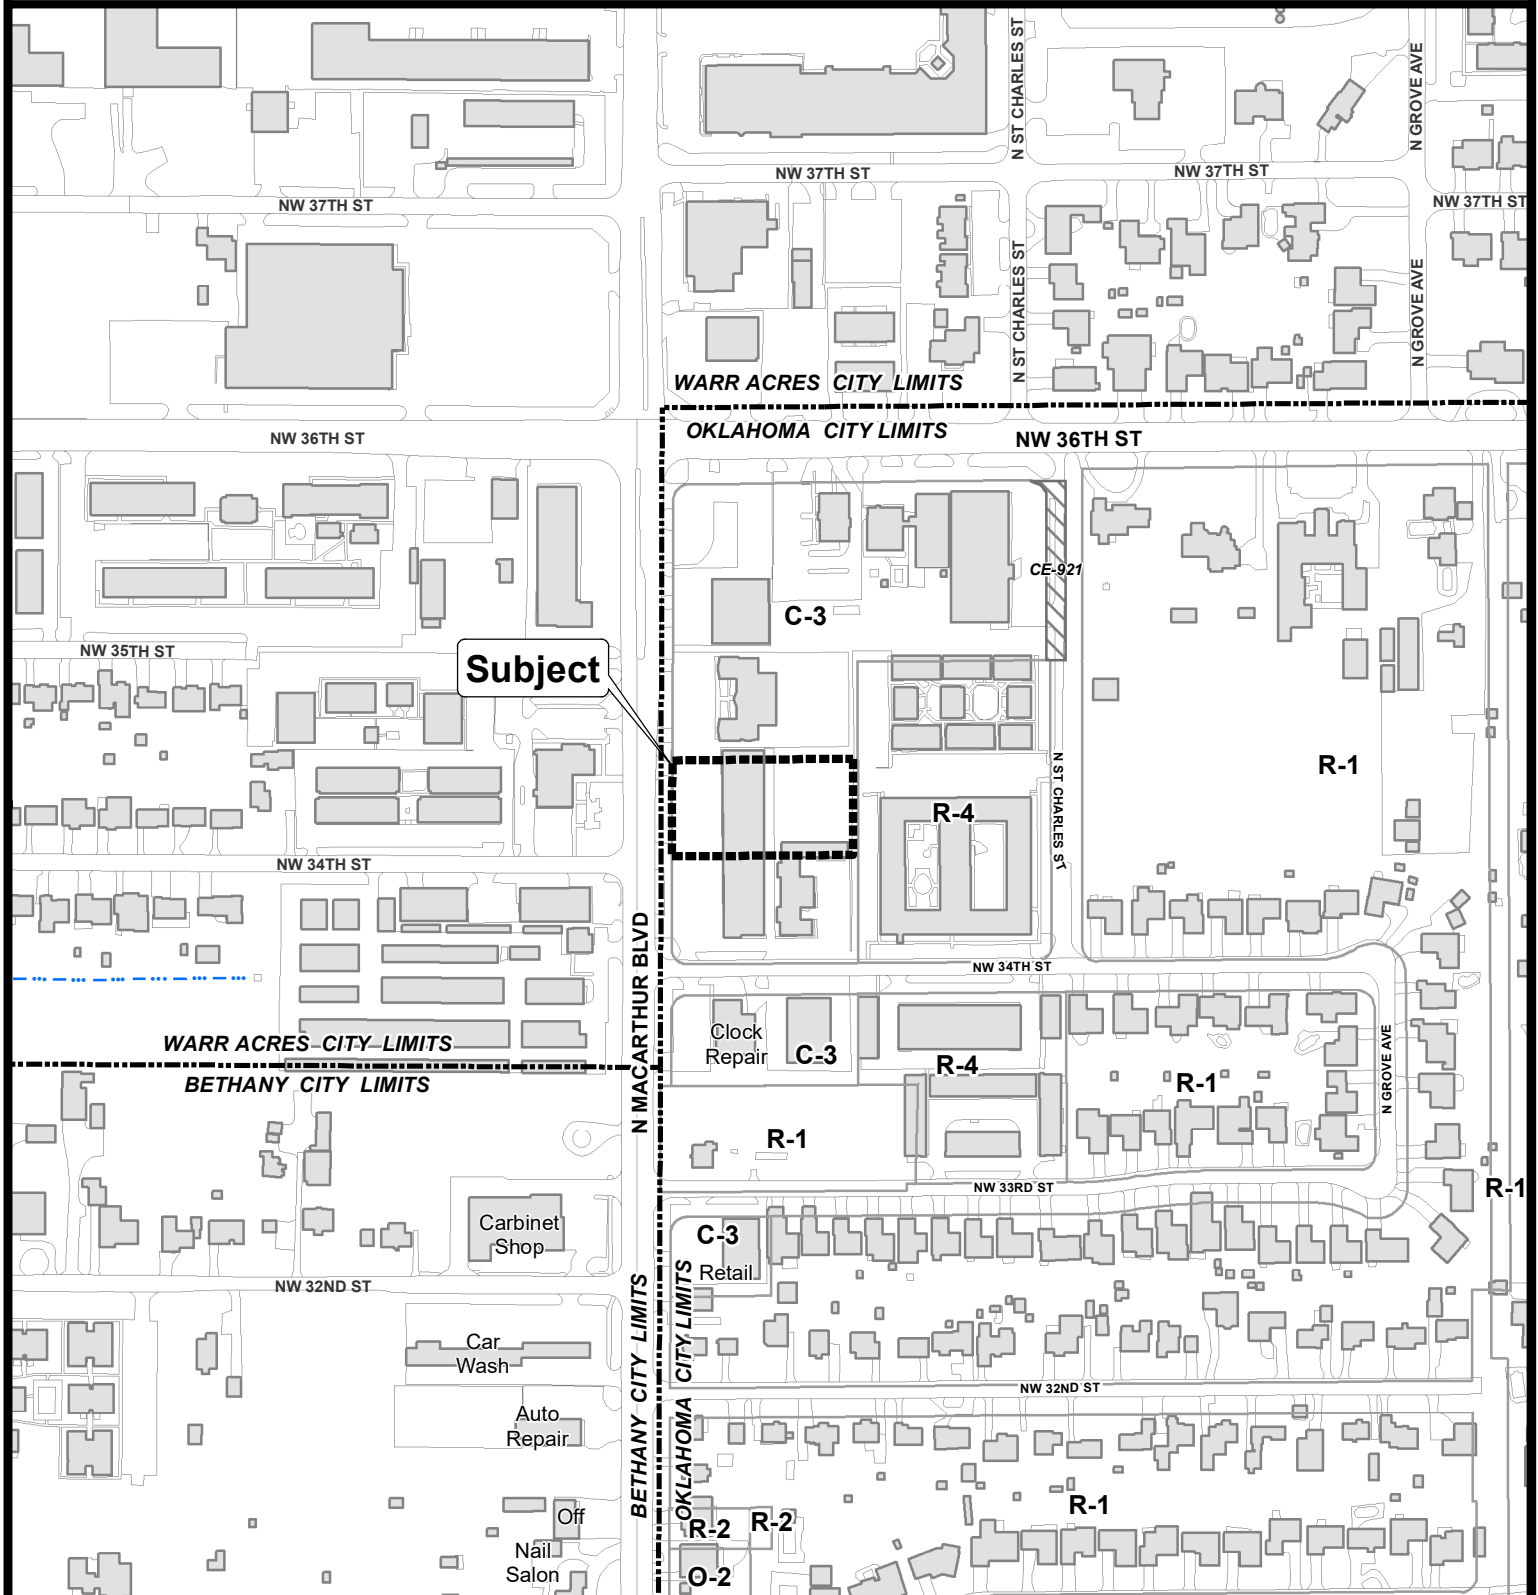 N ST CHARLES ST
N GROVE AVE
NW 37TH ST
NW 37TH ST
NW 37TH ST
NW 37TH ST
N ST CHARLES ST
N GROVE AVE
WARR ACRES CITY LIMITS
OKLAHOMA CITY LIMITS
NW 36TH ST
NW 36TH ST
CE-921
C-3
NW 35TH ST
Subject
R-1
N ST CHARLES ST
R-4
NW 34TH ST
N MACARTHUR BLVD
NW 34TH ST
Clock
Repair
C-3
R-4
WARR ACRES CITY LIMITS
BETHANY CITY LIMITS
R-1
N GROVE AVE
R-1
NW 33RD ST
R-1
Carbinet
Shop
C-3
Retail
NW 32ND ST
BETHANY CITY LIMITS
OKLAHOMA CITY LIMITS
Car
Wash
NW 32ND ST
Auto
Repair
R-1
Off
R-2
R-2
Nail
Salon
O-2